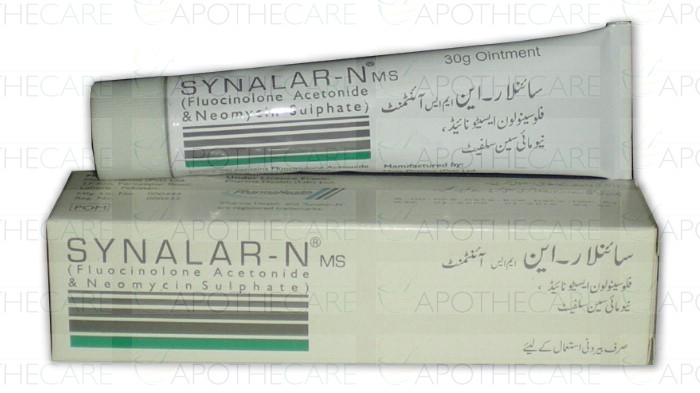 30g Ointment
SYNALAR-N® MS
(Fluocinolone Acetonide
& Neomycin Sulphate)
سائنلار۔این ایم ایس آئنٹمنٹ
فلوسینولون ایسیٹونائیڈ،
نیومائی سین سلفیٹ
Manufactured by:
POM
SYNALAR-N® MS
(Fluocinolone Acetonide
& Neomycin Sulphate)
سائنلار۔این ایم ایس آئنٹمنٹ
فلوسینولون ایسیٹونائیڈ،
نیومائی سین سلفیٹ
صرف بیرونی استعمال کے لیئے
APOTHECARE